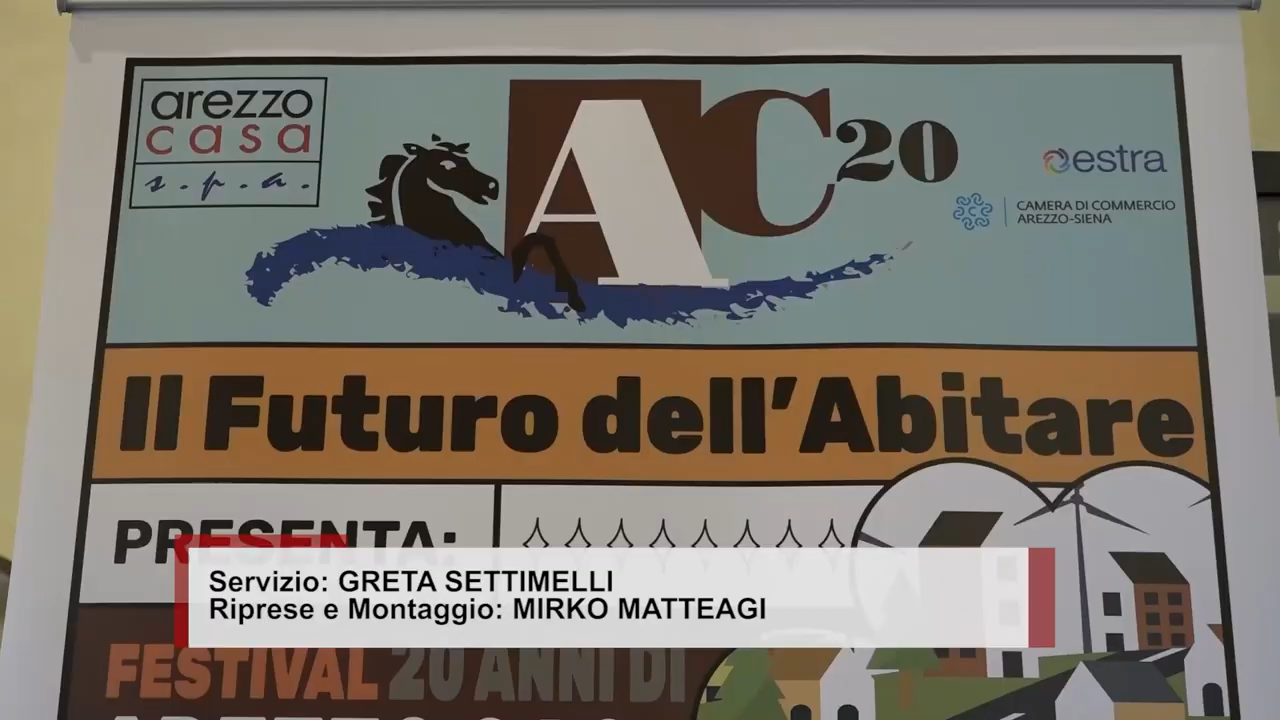 arezzo
casa
s.p.a.
AC20
estra
CAMERA DI COMMERCIO
AREZZO-SIENA
Il Futuro dell'Abitare
PRESENTA:
Servizio: GRETA SETTIMELLI
Riprese e Montaggio: MIRKO MATTEAGI
FESTIVAL 20 ANNI DI